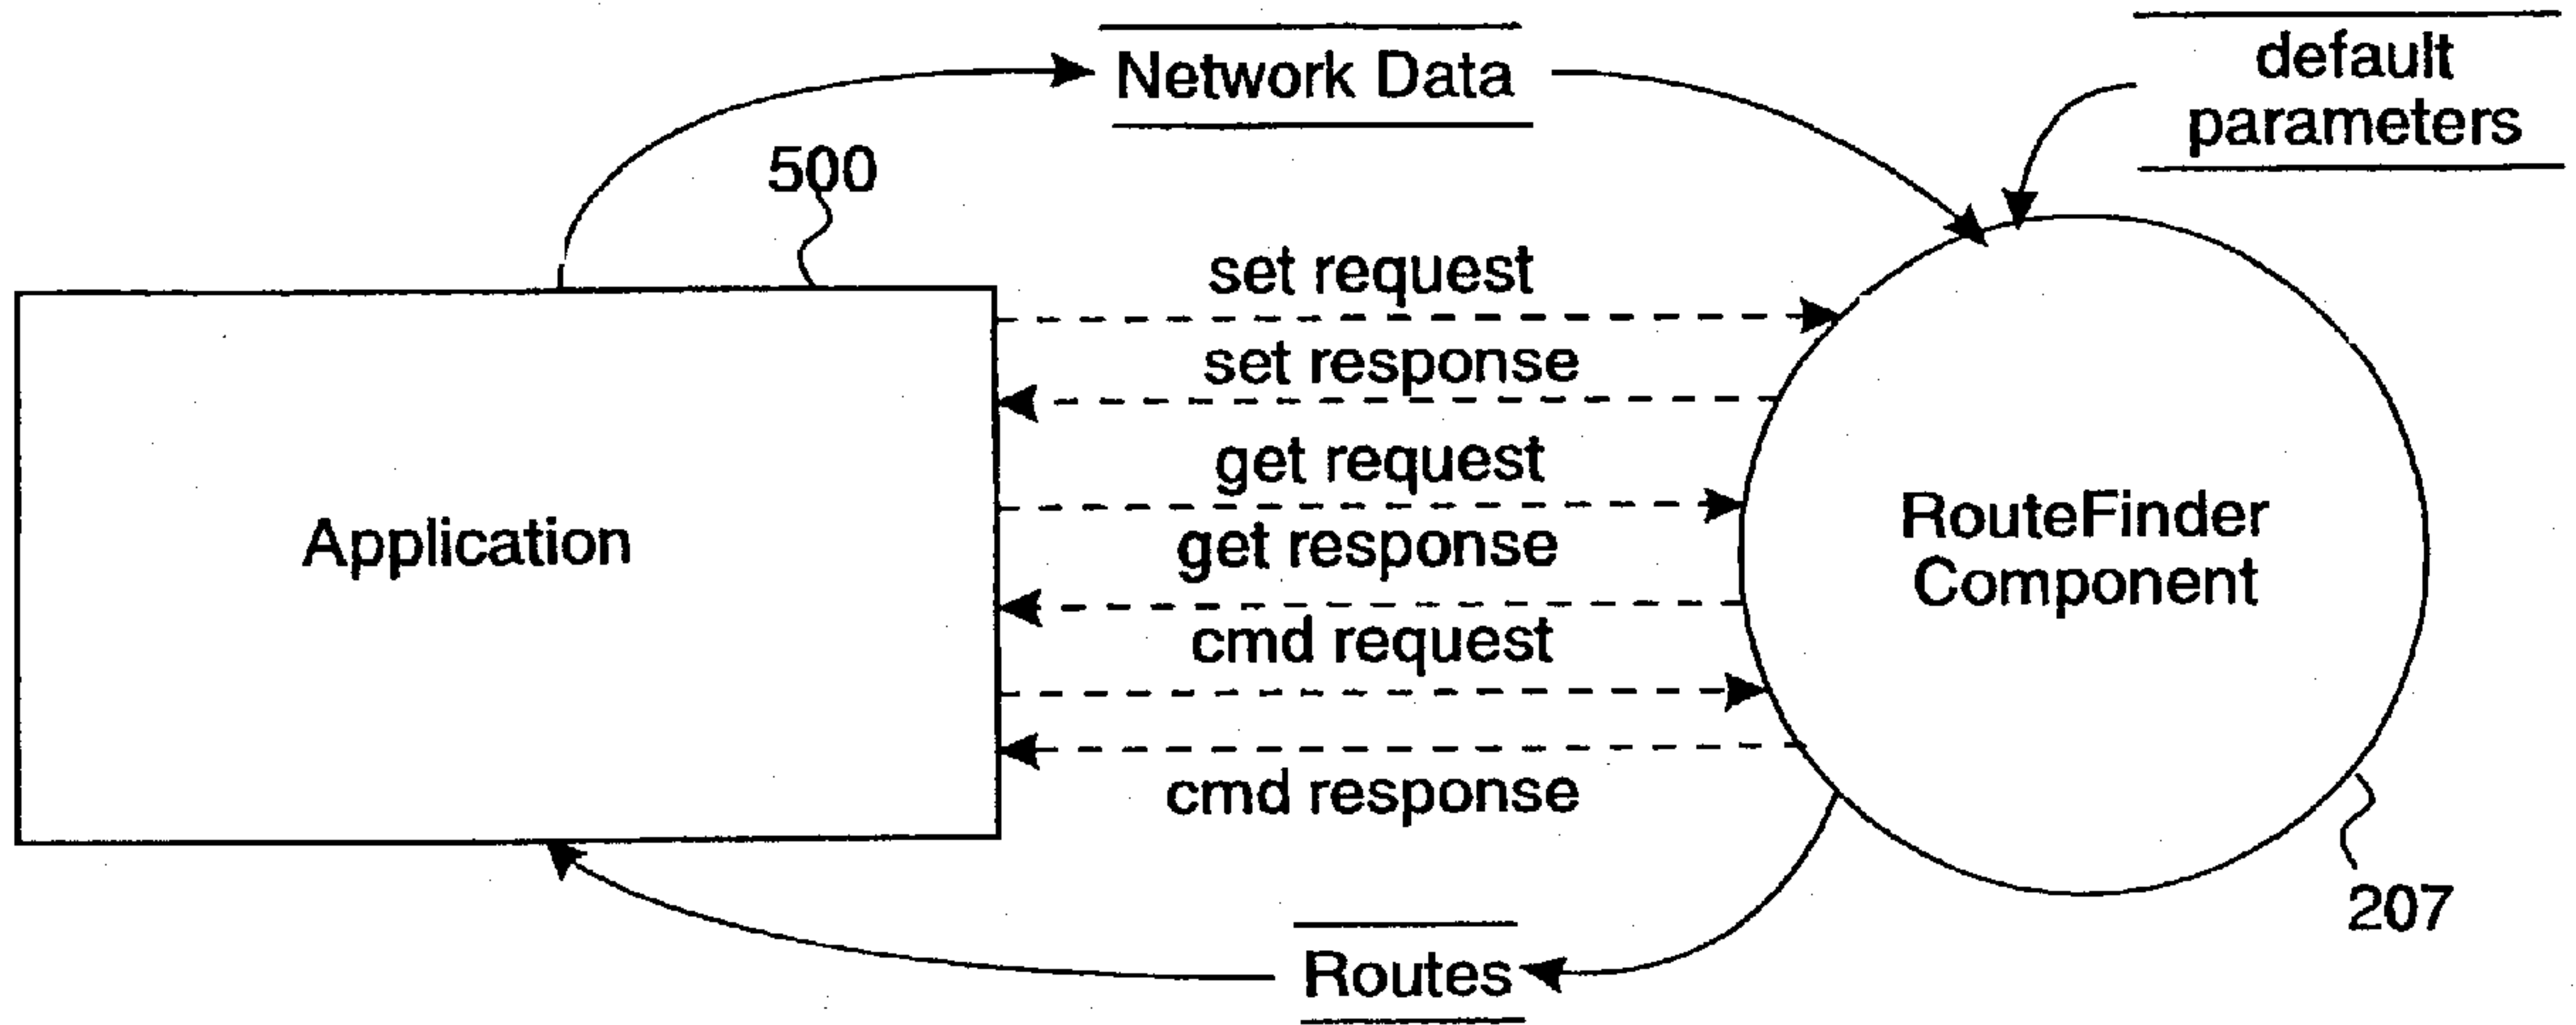 Network Data
default
parameters
500
set request
set response
get request
get response
cmd request
cmd response
Application
RouteFinder
Component
207
Routes